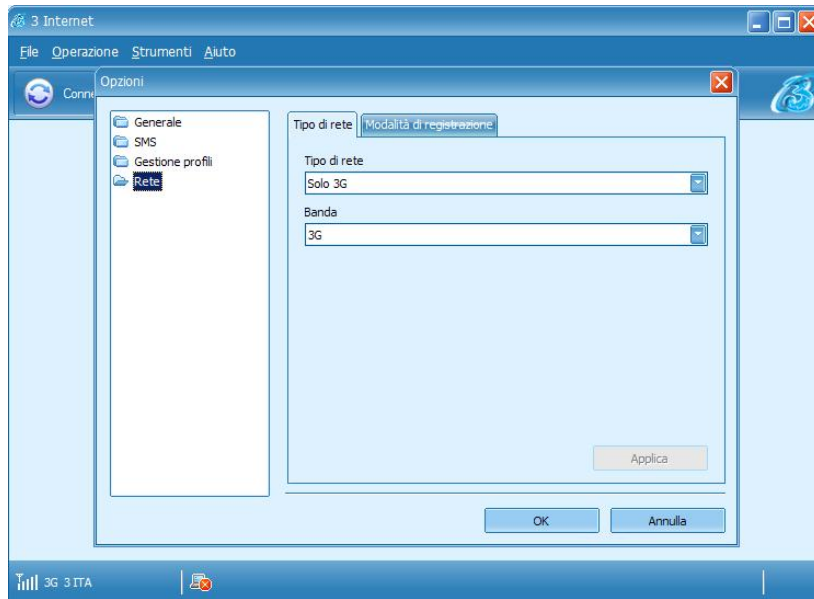 3 Internet
File Operazione Strumenti Aiuto
Conne
Opzioni
Generale
SMS
Gestione profili
Rete
Tipo di rete Modalità di registrazione
Tipo di rete
Solo 3G
Banda
3G
Applica
OK Annulla
3G 3 ITA